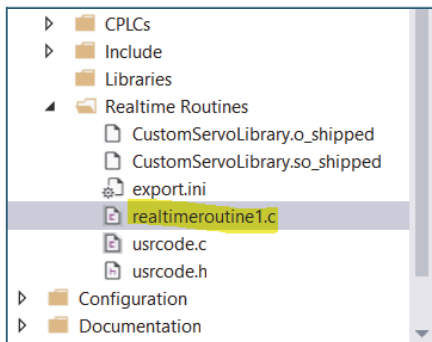 CPLCs
Include
Libraries
Realtime Routines
CustomServoLibrary.o_shipped
CustomServoLibrary.so_shipped
export.ini
realtimeroutine1.c
usrcode.c
usrcode.h
Configuration
Documentation